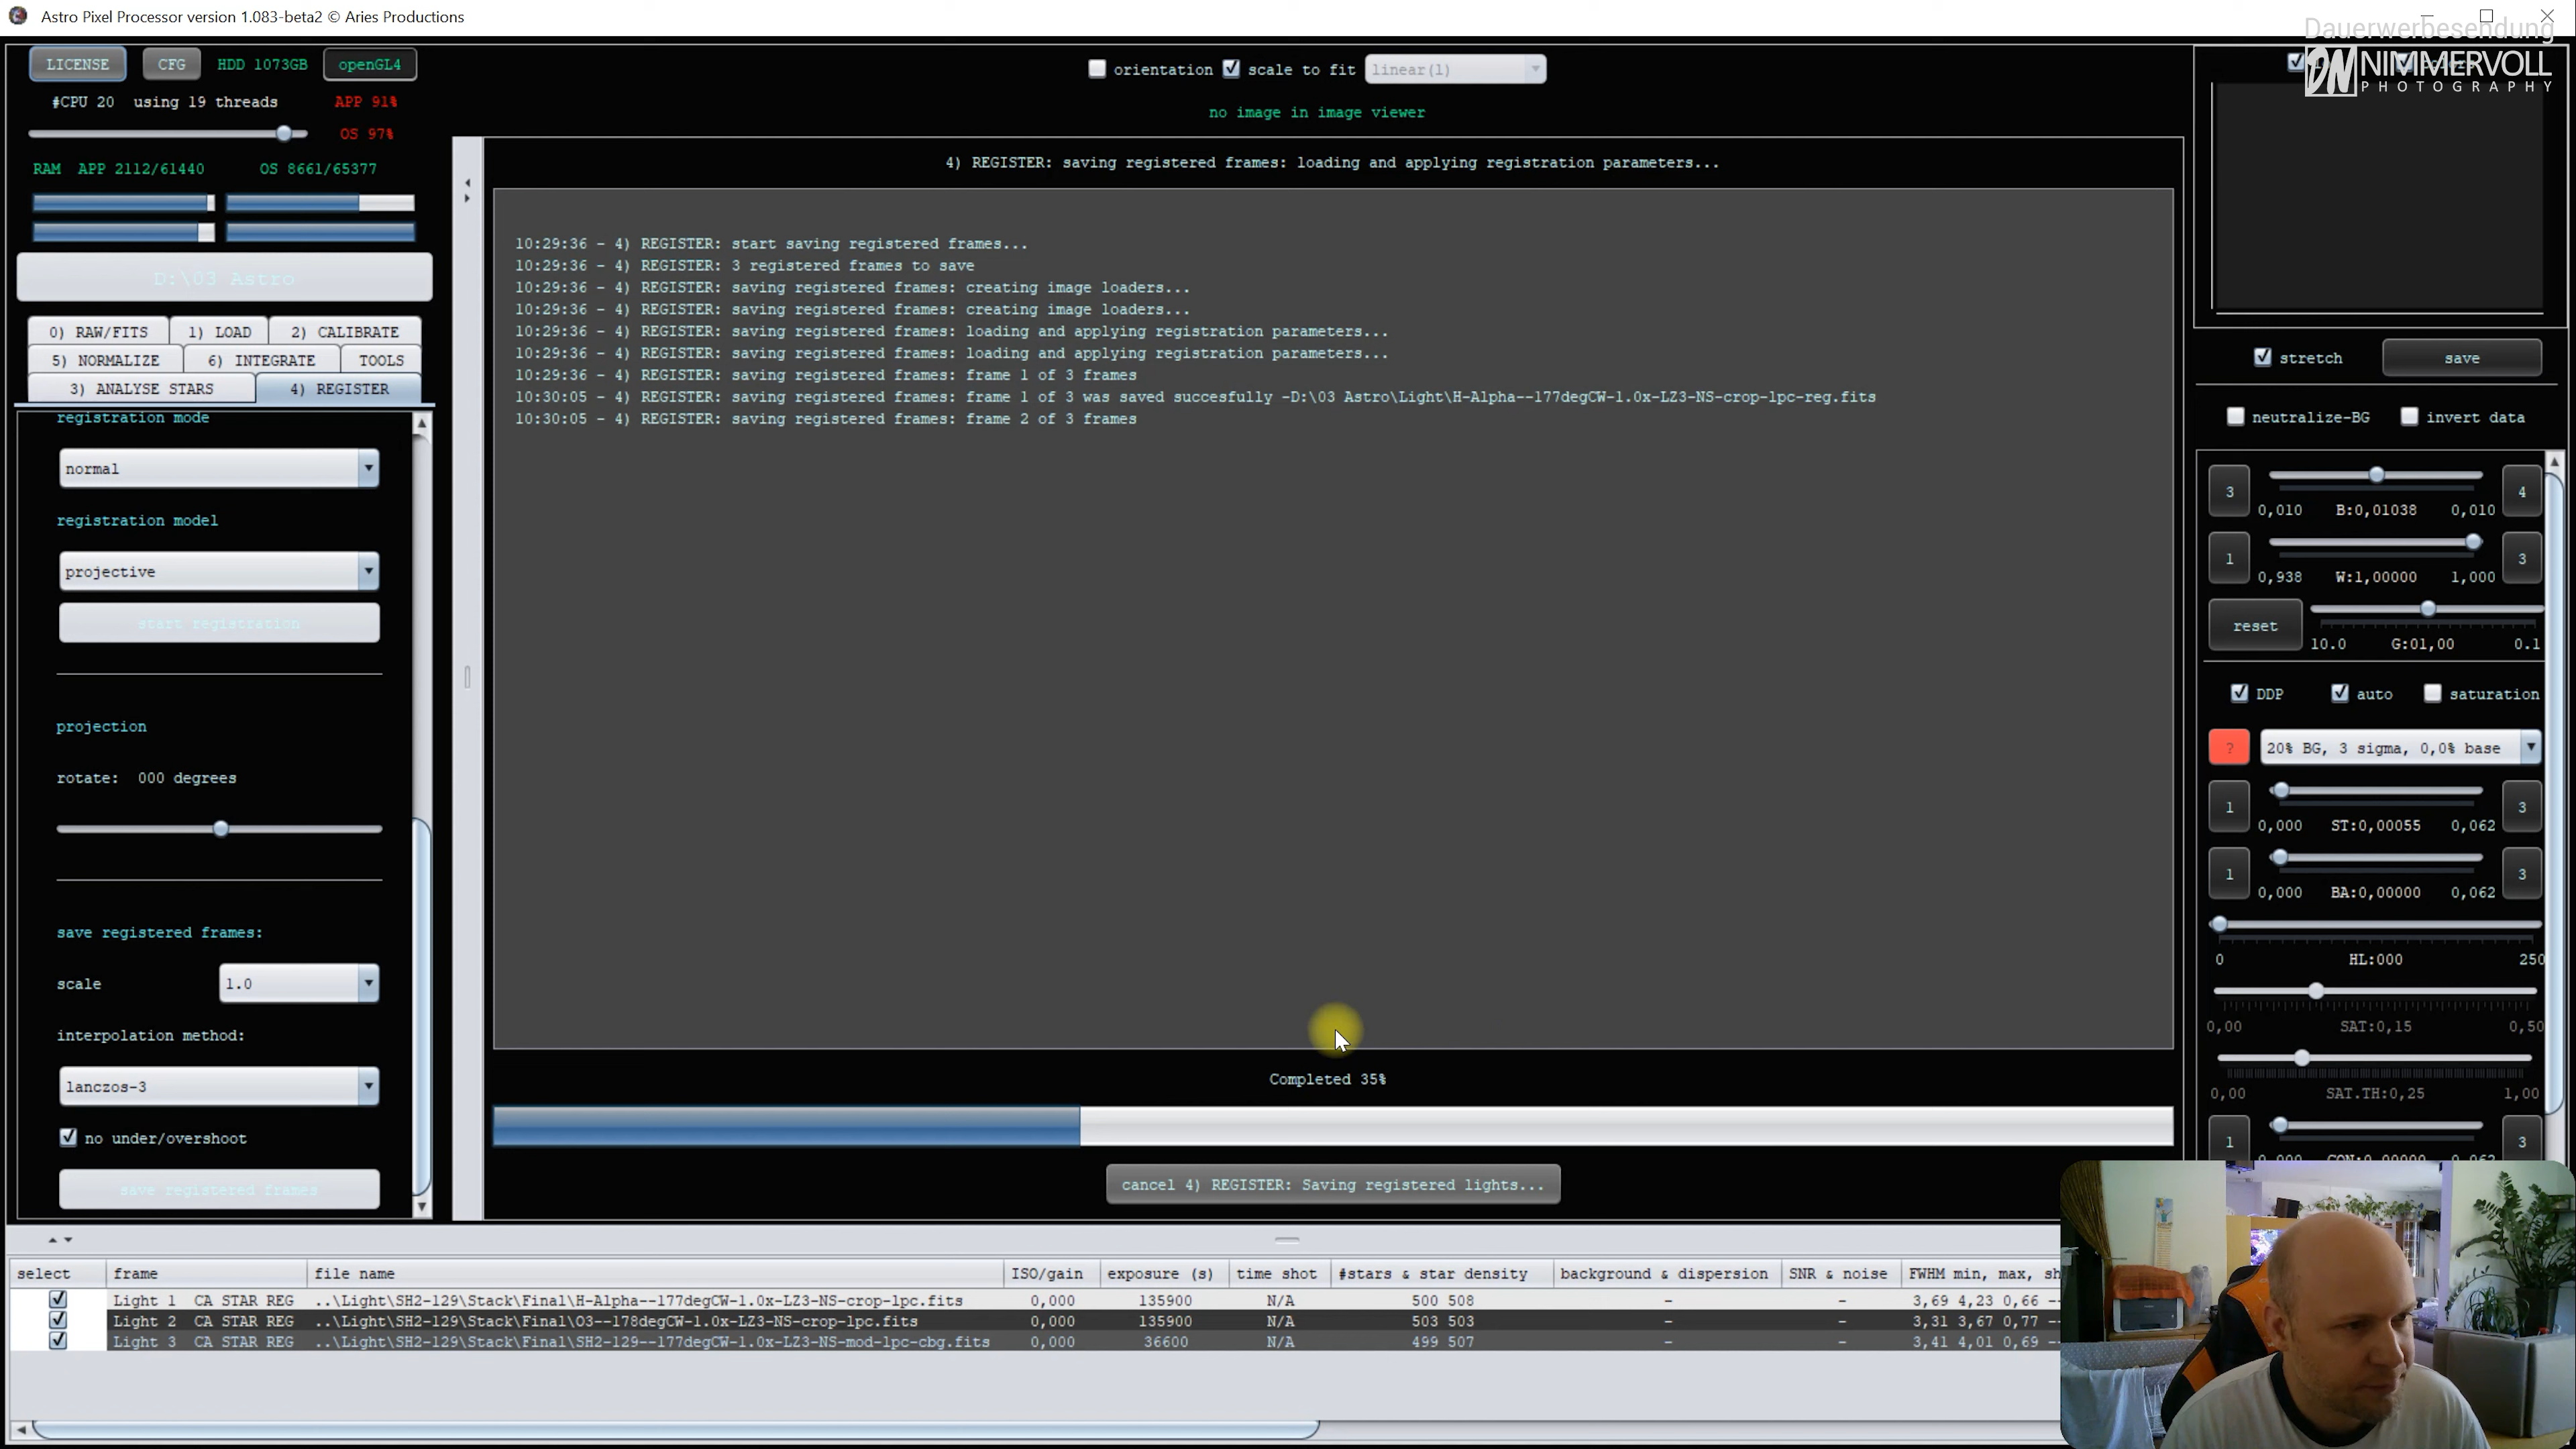 Astro Pixel Processor version 1.083-beta2 © Aries Productions
Dauerwerbesendung
NIMMERVOLL
PHOTOGRAPHY
LICENSE CFG HDD 1073GB openGL4
#CPU 20 using 19 threads APP 91%
OS 97%
RAM APP 2112/61440 OS 8661/65377
D:\03 Astro
0) RAW/FITS 1) LOAD 2) CALIBRATE
5) NORMALIZE 6) INTEGRATE TOOLS
3) ANALYSE STARS 4) REGISTER
registration mode
normal
registration model
projective
start registration
projection
rotate: 000 degrees
save registered frames:
scale 1.0
interpolation method:
lanczos-3
no under/overshoot
save registered frames
orientation scale to fit linear(1)
no image in image viewer
4) REGISTER: saving registered frames: loading and applying registration parameters...
10:29:36 - 4) REGISTER: start saving registered frames...
10:29:36 - 4) REGISTER: 3 registered frames to save
10:29:36 - 4) REGISTER: saving registered frames: creating image loaders...
10:29:36 - 4) REGISTER: saving registered frames: creating image loaders...
10:29:36 - 4) REGISTER: saving registered frames: loading and applying registration parameters...
10:29:36 - 4) REGISTER: saving registered frames: loading and applying registration parameters...
10:29:36 - 4) REGISTER: saving registered frames: frame 1 of 3 frames
10:30:05 - 4) REGISTER: saving registered frames: frame 1 of 3 was saved succesfully -D:\03 Astro\Light\H-Alpha--177degCW-1.0x-LZ3-NS-crop-lpc-reg.fits
10:30:05 - 4) REGISTER: saving registered frames: frame 2 of 3 frames
Completed 35%
cancel 4) REGISTER: Saving registered lights...
stretch save
neutralize-BG invert data
3 4
0,010 B:0,01038 0,010
1 3
0,938 W:1,00000 1,000
reset
10.0 G:01,00 0.1
DDP auto saturation
? 20% BG, 3 sigma, 0,0% base
1 3
0,000 ST:0,00055 0,062
1 3
0,000 BA:0,00000 0,062
0 HL:000 250
0,00 SAT:0,15 0,50
0,00 SAT.TH:0,25 1,00
1 3
0,000 CON:0,00000 0,062
select frame file name ISO/gain exposure (s) time shot #stars & star density background & dispersion SNR & noise FWHM min, max, sh
Light 1 CA STAR REG ..\Light\SH2-129\Stack\Final\H-Alpha--177degCW-1.0x-LZ3-NS-crop-lpc.fits 0,000 135900 N/A 500 508 - - 3,69 4,23 0,66 --
Light 2 CA STAR REG ..\Light\SH2-129\Stack\Final\O3--178degCW-1.0x-LZ3-NS-crop-lpc.fits 0,000 135900 N/A 503 503 - - 3,31 3,67 0,77 --
Light 3 CA STAR REG ..\Light\SH2-129\Stack\Final\SH2-129--177degCW-1.0x-LZ3-NS-mod-lpc-cbg.fits 0,000 36600 N/A 499 507 - - 3,41 4,01 0,69 --